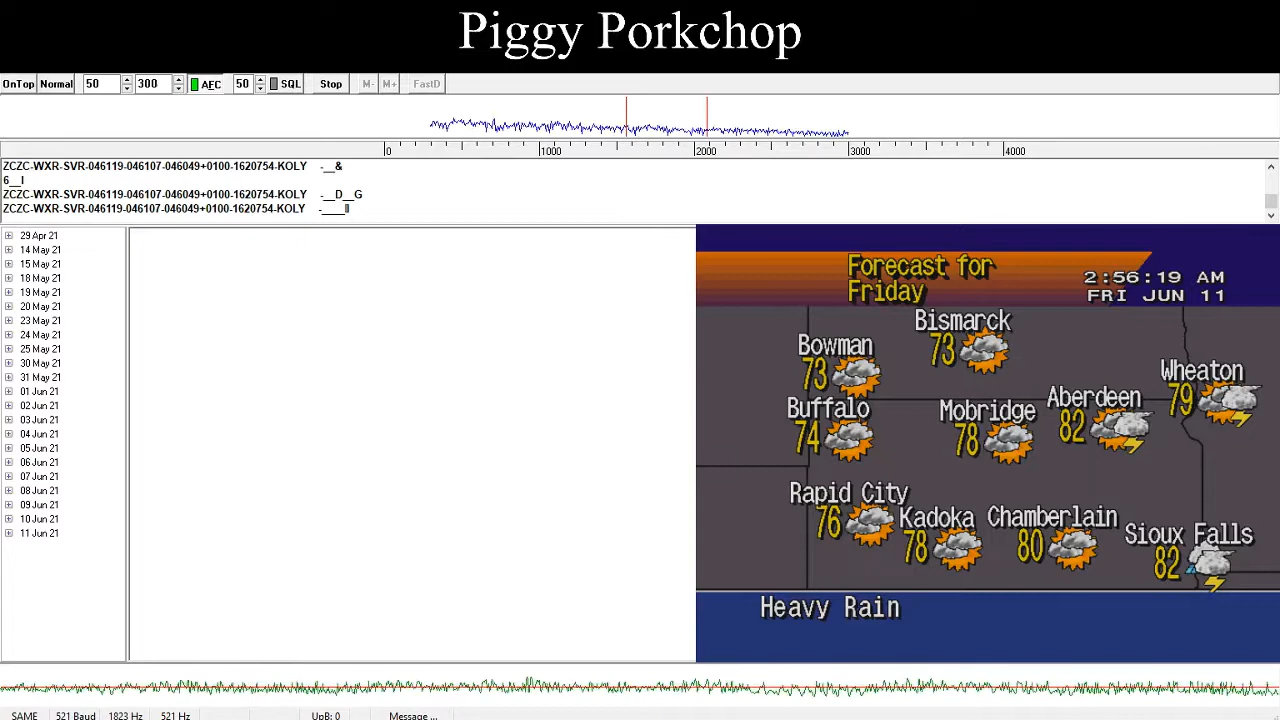 Piggy Porkchop
OnTop Normal 50 300 AFC 50 SQL Stop M- M+ FastD
0 1000 2000 3000 4000
ZCZC-WXR-SVR-046119-046107-046049+0100-1620754-KOLY -__&
6__I
ZCZC-WXR-SVR-046119-046107-046049+0100-1620754-KOLY -__D__G
ZCZC-WXR-SVR-046119-046107-046049+0100-1620754-KOLY -____
29 Apr 21
14 May 21
15 May 21
18 May 21
19 May 21
20 May 21
23 May 21
24 May 21
25 May 21
30 May 21
31 May 21
01 Jun 21
02 Jun 21
03 Jun 21
04 Jun 21
05 Jun 21
06 Jun 21
07 Jun 21
08 Jun 21
09 Jun 21
10 Jun 21
11 Jun 21
Forecast for
Friday
2:56:19 AM
FRI JUN 11
Bismarck
73
Bowman
73
Wheaton
79
Buffalo
74
Mobridge
78
Aberdeen
82
Rapid City
76
Kadoka
78
Chamberlain
80
Sioux Falls
82
Heavy Rain
SAME 521 Baud 1823 Hz 521 Hz UpB: 0 Message ...